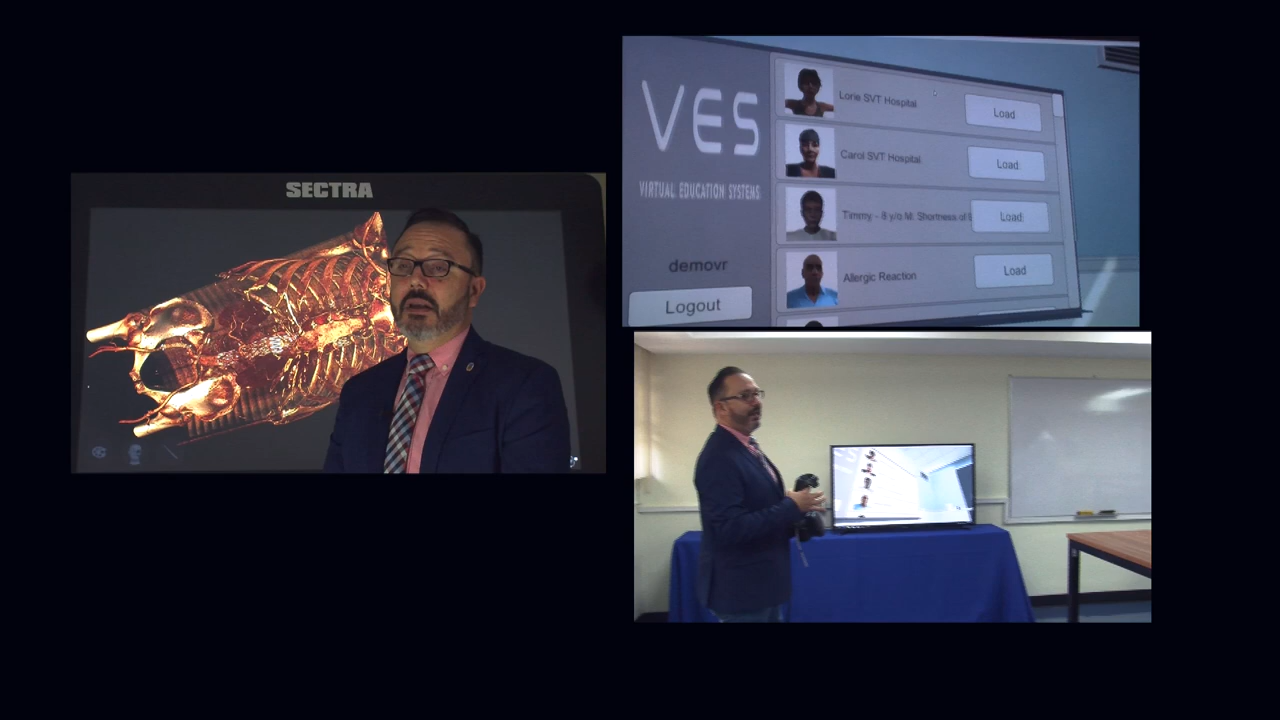 SECTRA
VES
VIRTUAL EDUCATION SYSTEMS
demovr
Logout
Lorie SVT Hospital
Load
Carol SVT Hospital
Load
Timmy - 8 y/o M: Shortness of
Load
Allergic Reaction
Load